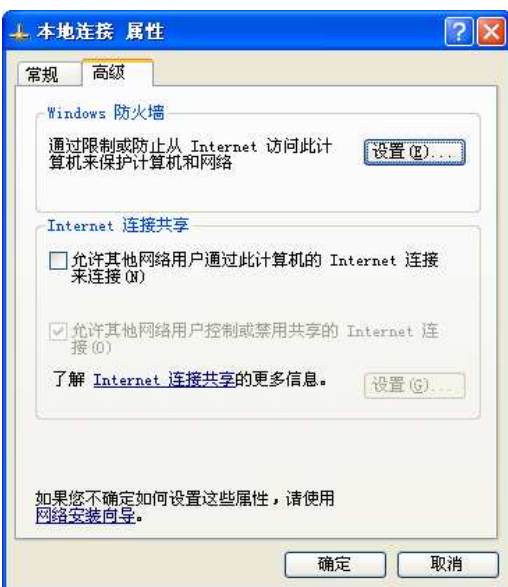 本地连接 属性
常规
高级
Windows 防火墙
通过限制或防止从 Internet 访问此计
算机来保护计算机和网络
设置(E)...
Internet 连接共享
允许其他网络用户通过此计算机的 Internet 连接
来连接(N)
允许其他网络用户控制或禁用共享的 Internet 连
接(O)
了解 Internet 连接共享的更多信息。
设置(G)...
如果您不确定如何设置这些属性，请使用
网络安装向导。
确定
取消